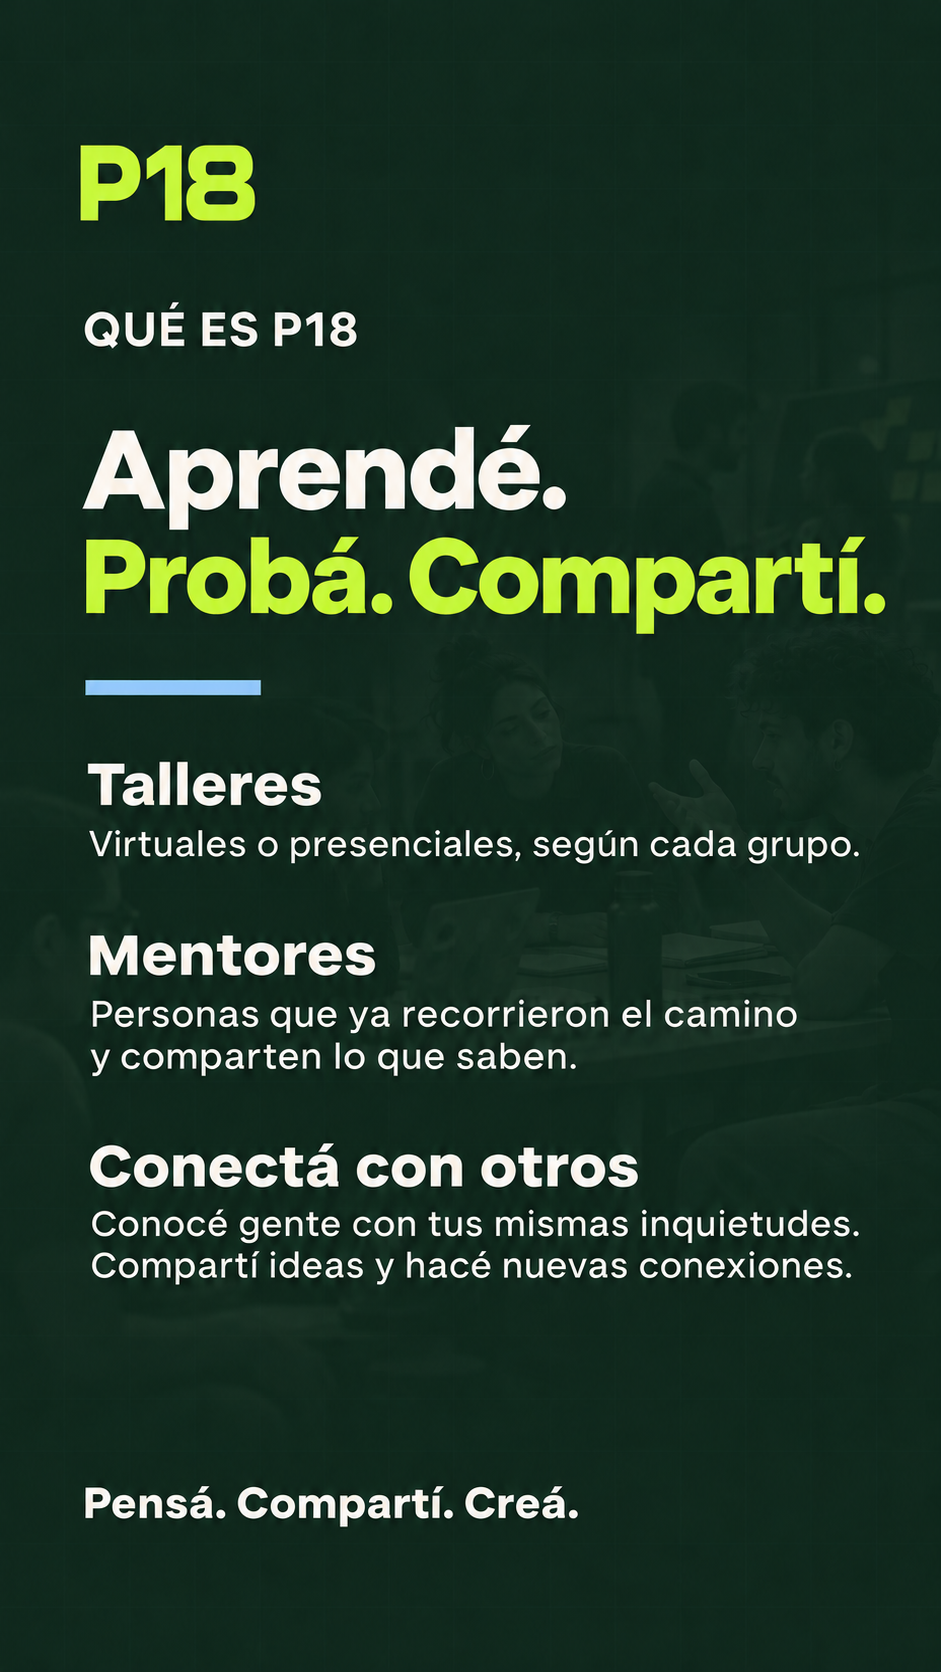 P18
QUÉ ES P18
Aprendé.
Probá. Compartí.
Talleres
Virtuales o presenciales, según cada grupo.
Mentores
Personas que ya recorrieron el camino
y comparten lo que saben.
Conectá con otros
Conocé gente con tus mismas inquietudes.
Compartí ideas y hacé nuevas conexiones.
Pensá. Compartí. Creá.